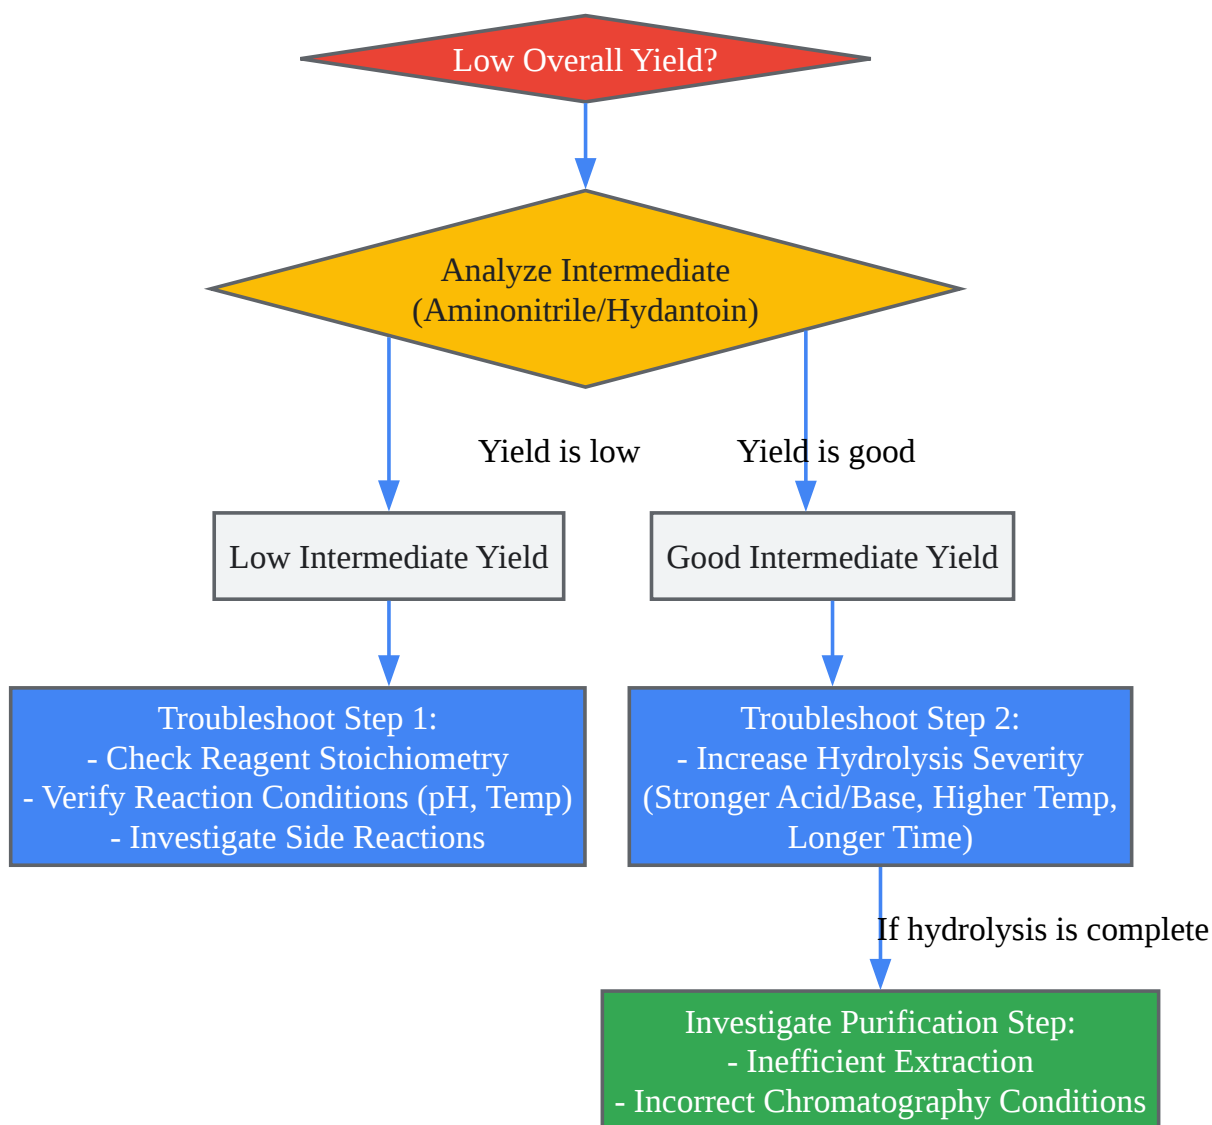 Low Overall Yield?
Analyze Intermediate
(Aminonitrile/Hydantoin)
Yield is low
Yield is good
Low Intermediate Yield
Good Intermediate Yield
Troubleshoot Step 1:
- Check Reagent Stoichiometry
- Verify Reaction Conditions (pH, Temp)
- Investigate Side Reactions
Troubleshoot Step 2:
- Increase Hydrolysis Severity
(Stronger Acid/Base, Higher Temp,
Longer Time)
If hydrolysis is complete
Investigate Purification Step:
- Inefficient Extraction
- Incorrect Chromatography Conditions